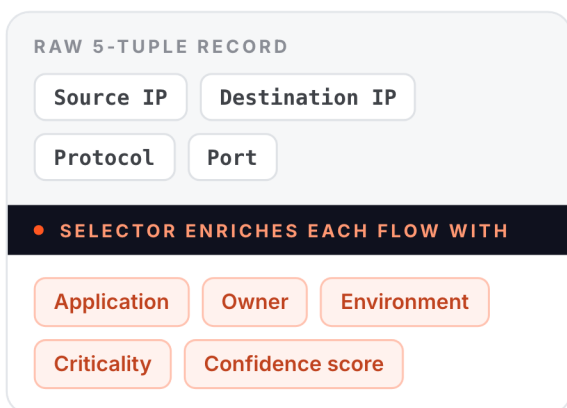 RAW 5-TUPLE RECORD
Source IP Destination IP
Protocol Port
SELECTOR ENRICHES EACH FLOW WITH
Application Owner Environment
Criticality Confidence score